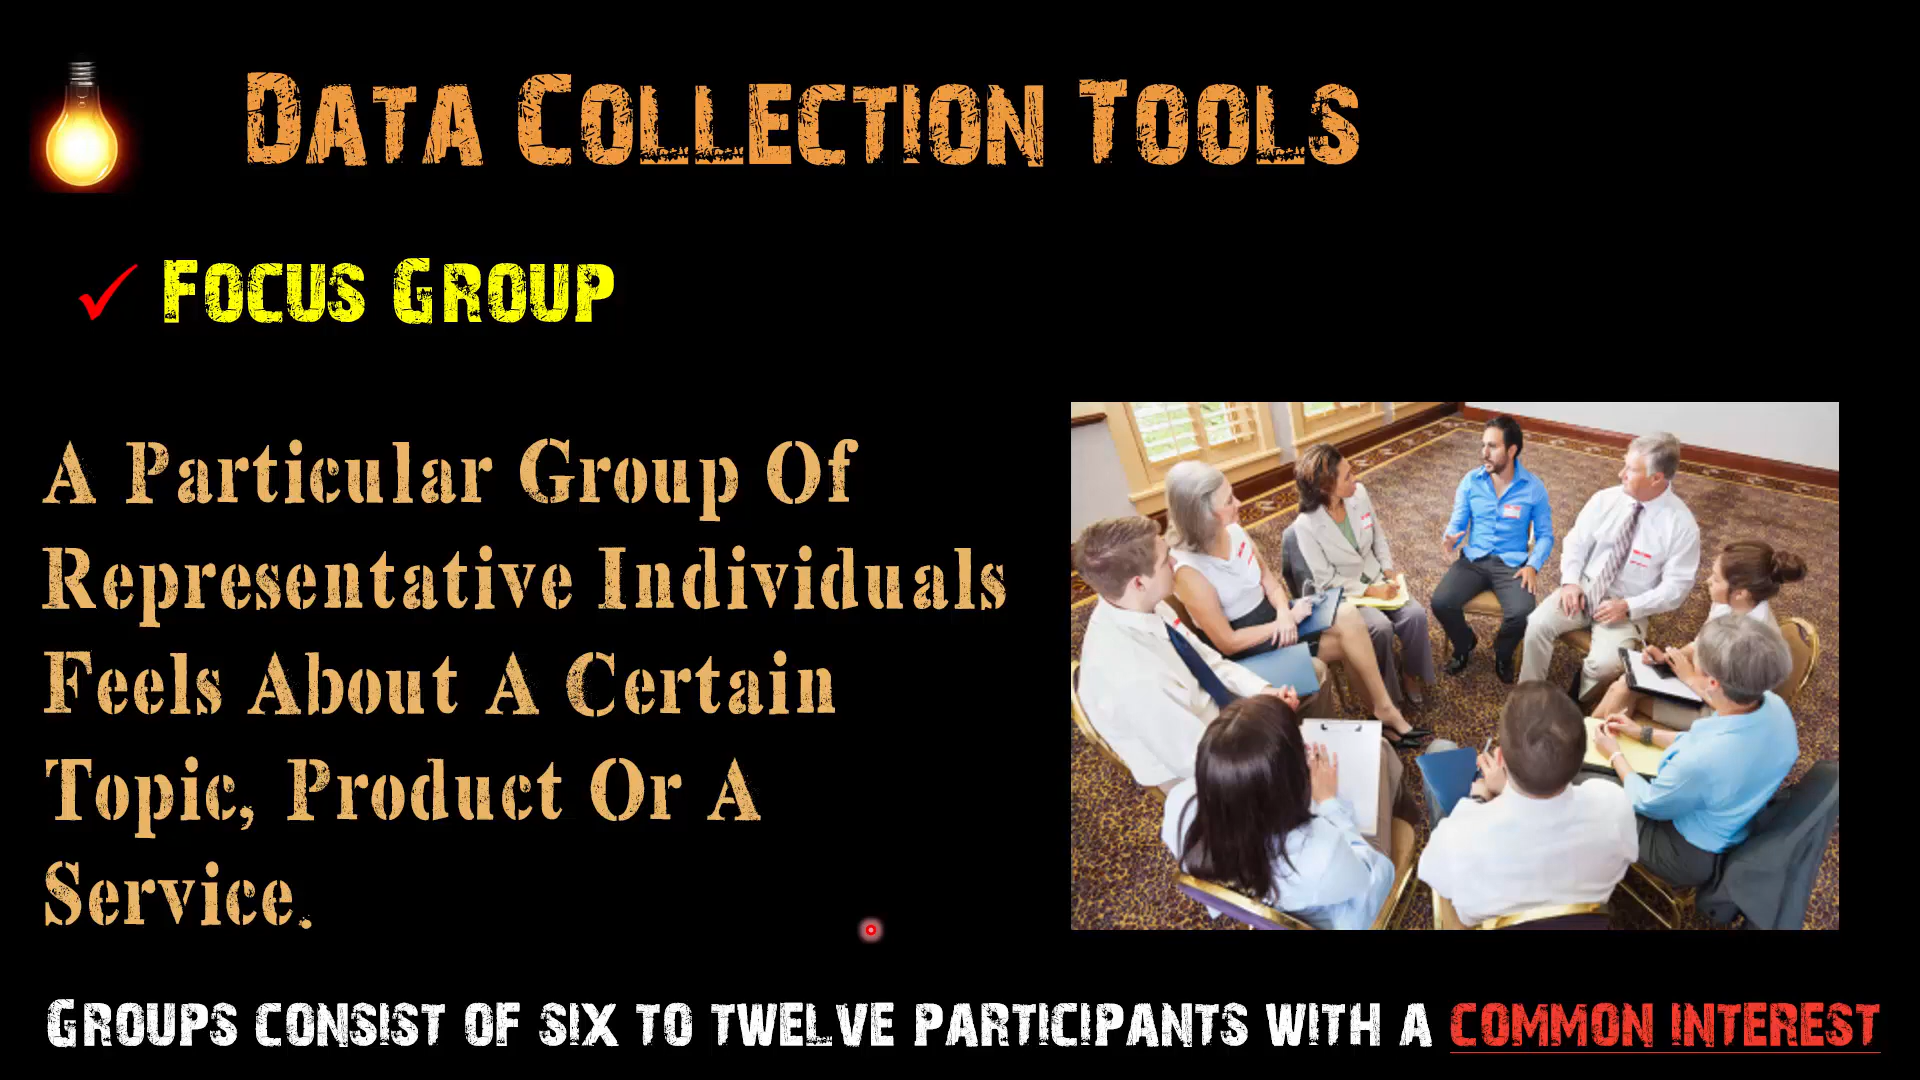 Data Collection Tools
Focus Group
A Particular Group Of
Representative Individuals
Feels About A Certain
Topic, Product Or A
Service.
Groups consist of six to twelve participants with a common interest